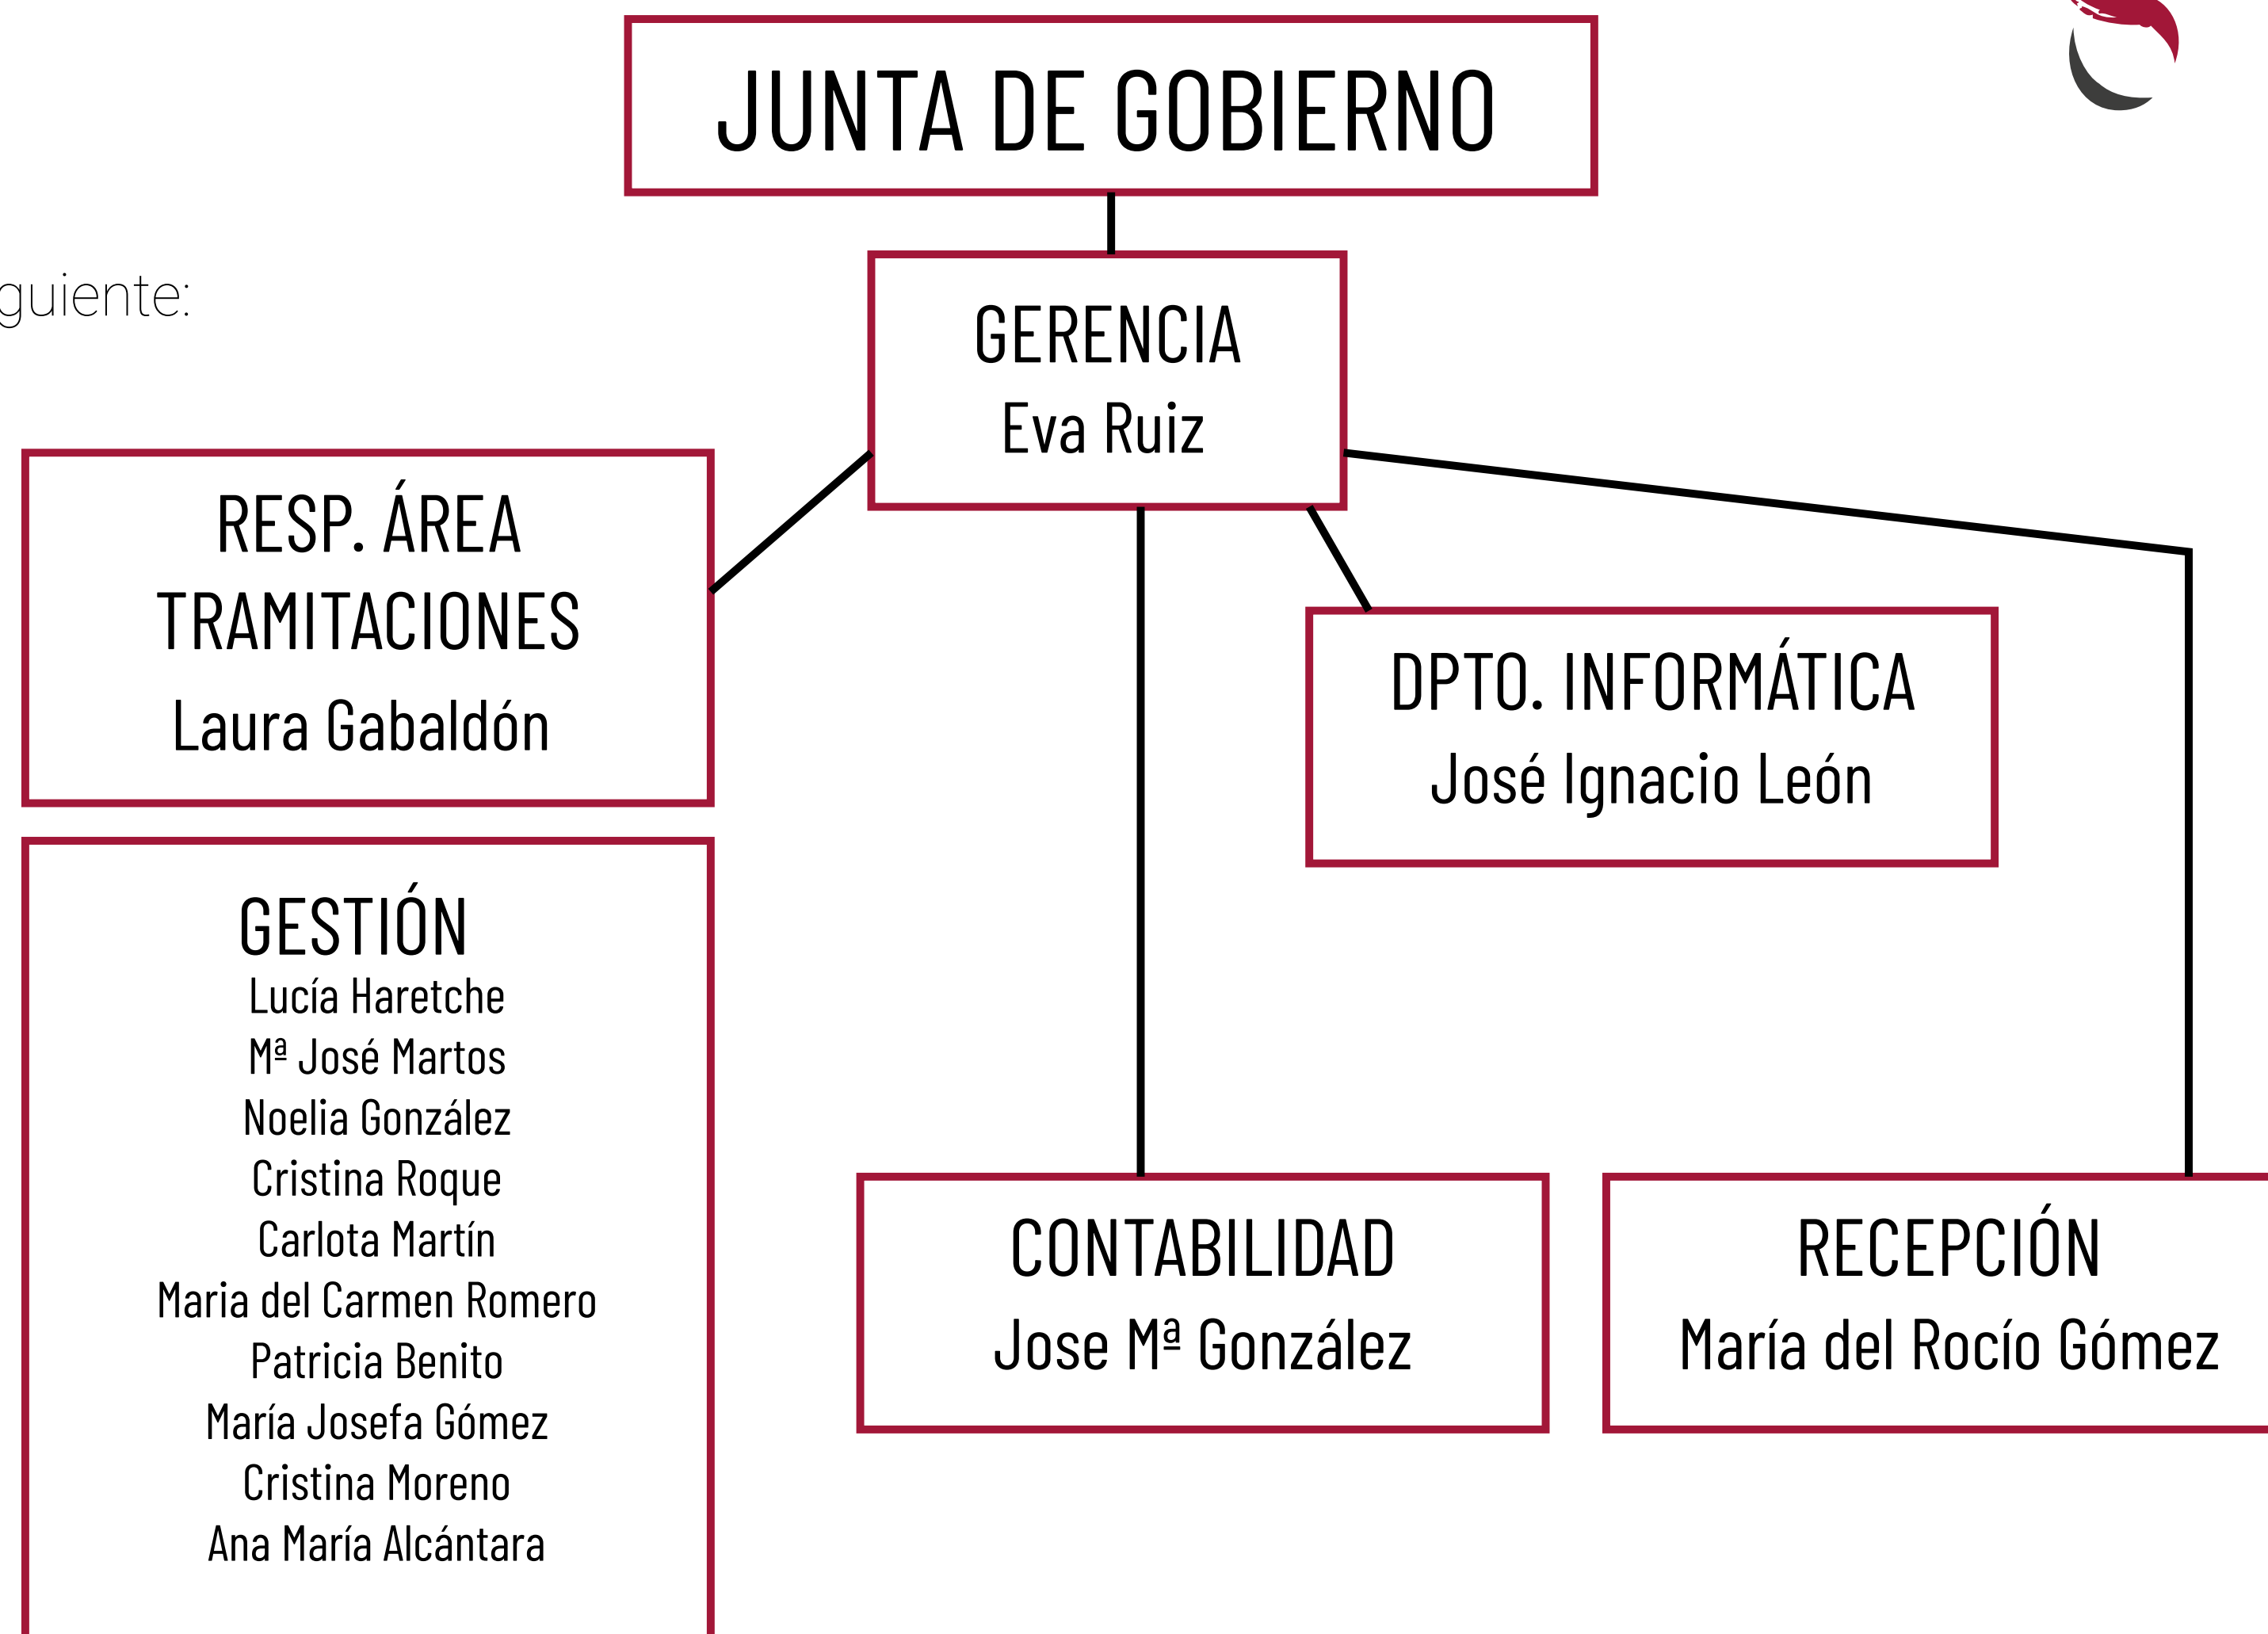 JUNTA DE GOBIERNO
guiente:
GERENCIA
Eva Ruiz
RESP. ÁREA
TRAMITACIONES
Laura Gabaldón
DPTO. INFORMÁTICA
José Ignacio León
GESTIÓN
Lucía Haretche
Mª José Martos
Noelia González
Cristina Roque
Carlota Martín
Maria del Carmen Romero
Patricia Benito
María Josefa Gómez
Cristina Moreno
Ana María Alcántara
CONTABILIDAD
Jose Mª González
RECEPCIÓN
María del Rocío Gómez